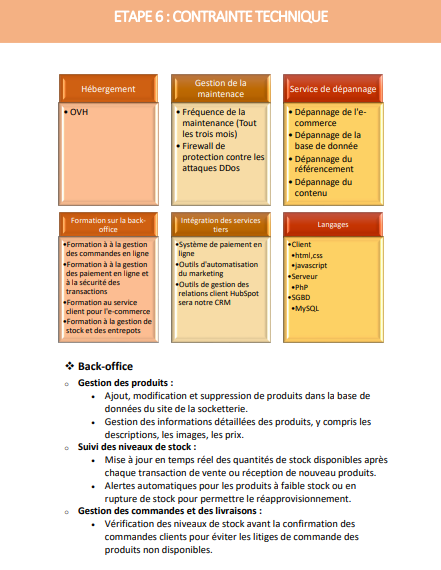 ETAPE 6 : CONTRAINTE TECHNIQUE
Hébergement
• OVH
Gestion de la
maintenace
• Fréquence de la
maintenance (Tout
les trois mois)
• Firewall de
protection contre les
attaques DDos
Service de dépannage
• Dépannage de l'e-
commerce
• Dépannage de la
base de donnée
• Dépannage du
référencement
• Dépannage du
contenu
Formation sur la back-
office
•Formation à à la gestion
des commandes en ligne
•Formation à à la gestion
des paiement en ligne et
à la sécurité des
transactions
•Formation au service
client pour l'e-commerce
•Formation à la gestion de
stock et des entrepots
Intégration des services
tiers
•Système de paiement en
ligne
•Outils d'automatisation
du marketing
•Outils de gestion des
relations client HubSpot
sera notre CRM
Langages
•Client
•html,css
•javascript
•Serveur
•PhP
•SGBD
•MySQL
❖ Back-office
o Gestion des produits :
• Ajout, modification et suppression de produits dans la base de
données du site de la socketterie.
• Gestion des informations détaillées des produits, y compris les
descriptions, les images, les prix.
o Suivi des niveaux de stock :
• Mise à jour en temps réel des quantités de stock disponibles après
chaque transaction de vente ou réception de nouveau produits.
• Alertes automatiques pour les produits à faible stock ou en
rupture de stock pour permettre le réapprovisionnement.
o Gestion des commandes et des livraisons :
• Vérification des niveaux de stock avant la confirmation des
commandes clients pour éviter les litiges de commande des
produits non disponibles.